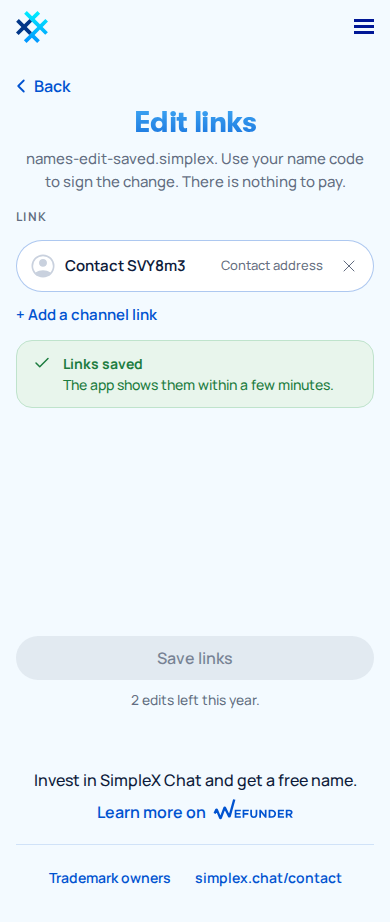 Back
Edit links
names-edit-saved.simplex. Use your name code
to sign the change. There is nothing to pay.
LINK
Contact SVY8m3 Contact address
+ Add a channel link
Links saved
The app shows them within a few minutes.
Save links
2 edits left this year.
Invest in SimpleX Chat and get a free name.
Learn more on WEFUNDER
Trademark owners simplex.chat/contact